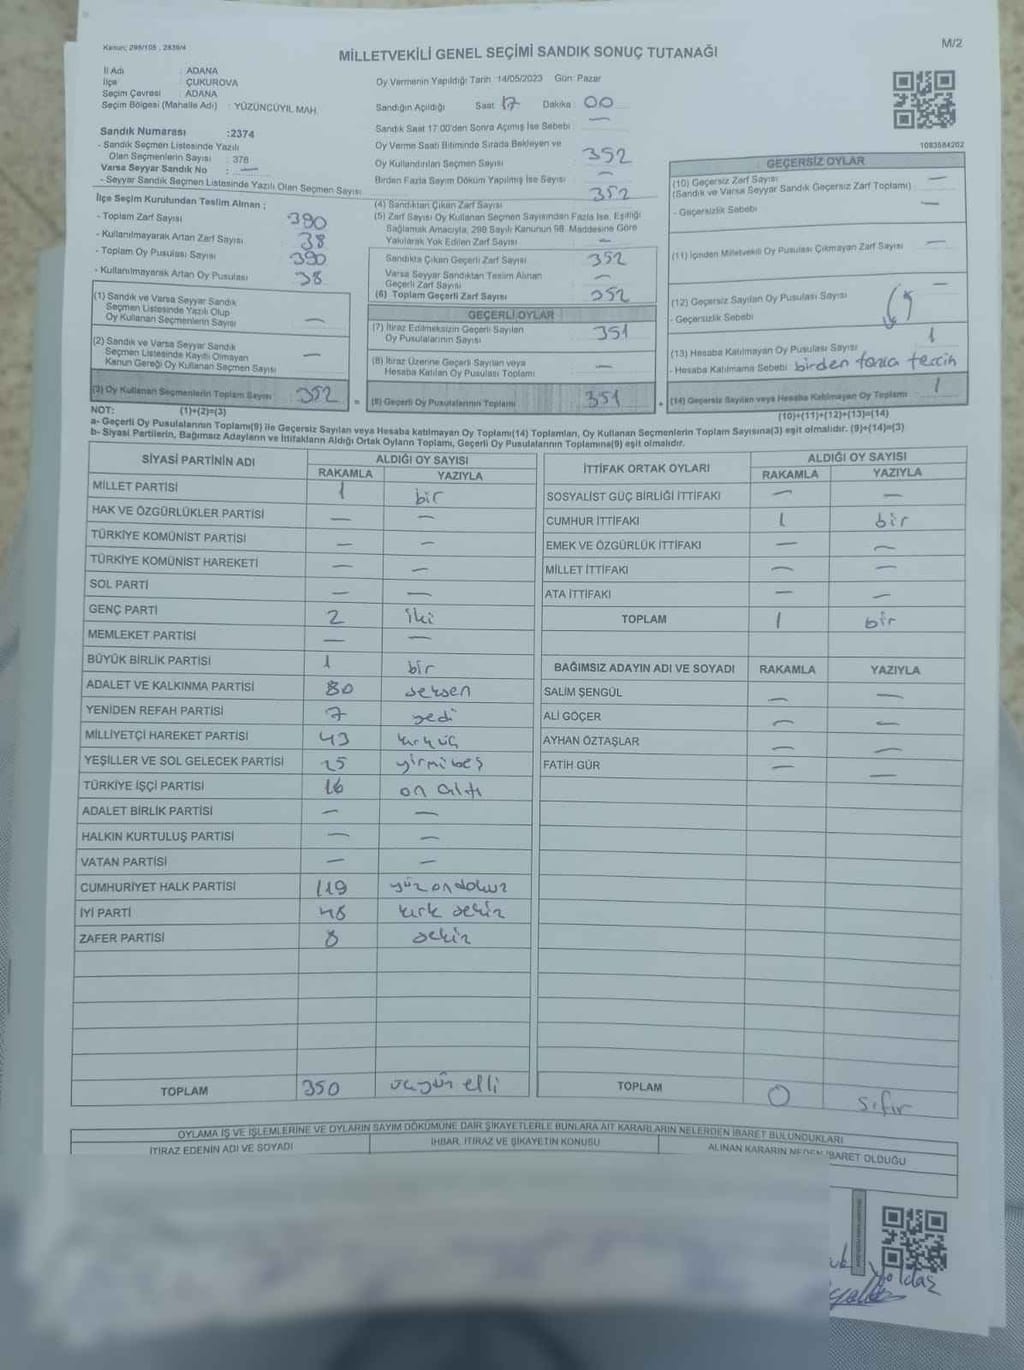 Kanun: 298/105 , 2839/4
M/2
MİLLETVEKİLİ GENEL SEÇİMİ SANDIK SONUÇ TUTANAĞI
İl Adı : ADANA
İlçe : ÇUKUROVA
Seçim Çevresi : ADANA
Seçim Bölgesi (Mahalle Adı) : YÜZÜNCÜYIL MAH.
Sandık Numarası :2374
- Sandık Seçmen Listesinde Yazılı
Olan Seçmenlerin Sayısı : 376
Varsa Seyyar Sandık No : —
- Seyyar Sandık Seçmen Listesinde Yazılı Olan Seçmen Sayısı
İlçe Seçim Kurulundan Teslim Alınan ;
- Toplam Zarf Sayısı 390
- Kullanılmayarak Artan Zarf Sayısı 38
- Toplam Oy Pusulası Sayısı 390
- Kullanılmayarak Artan Oy Pusulası 38
(1) Sandık ve Varsa Seyyar Sandık
Seçmen Listesinde Yazılı Olup
Oy Kullanan Seçmenlerin Sayısı —
(2) Sandık ve Varsa Seyyar Sandık
Seçmen Listesinde Kayıtlı Olmayan
Kanun Gereği Oy Kullanan Seçmen Sayısı —
(3) Oy Kullanan Seçmenlerin Toplam Sayısı 352
Oy Vermenin Yapıldığı Tarih :14/05/2023 Gün: Pazar
Sandığın Açıldığı Saat 17 Dakika 00
Sandık Saat 17:00'den Sonra Açımış İse Sebebi —
Oy Verme Saati Bitiminde Sırada Bekleyen ve
Oy Kullandırılan Seçmen Sayısı 352
Birden Fazla Sayım Döküm Yapılmış İse Sayısı —
(4) Sandıktan Çıkan Zarf Sayısı 352
(5) Zarf Sayısı Oy Kullanan Seçmen Sayısından Fazla İse, Eşitliği
Sağlamak Amacıyla, 298 Sayılı Kanunun 98. Maddesine Göre
Yakılarak Yok Edilen Zarf Sayısı —
Sandıkta Çıkan Geçerli Zarf Sayısı 352
Varsa Seyyar Sandıktan Teslim Alınan
Geçerli Zarf Sayısı —
(6) Toplam Geçerli Zarf Sayısı 352
GEÇERLİ OYLAR
(7) İtiraz Edilmeksizin Geçerli Sayılan
Oy Pusulalarının Sayısı 351
(8) İtiraz Üzerine Geçerli Sayılan veya
Hesaba Katılan Oy Pusulası Toplamı —
= (9) Geçerli Oy Pusulalarının Toplamı 351 +
1083584202
GEÇERSİZ OYLAR
(10) Geçersiz Zarf Sayısı —
(Sandık ve Varsa Seyyar Sandık Geçersiz Zarf Toplamı)
- Geçersizlik Sebebi —
(11) İçinden Milletvekili Oy Pusulası Çıkmayan Zarf Sayısı —
(12) Geçersiz Sayılan Oy Pusulası Sayısı —
- Geçersizlik Sebebi
(13) Hesaba Katılmayan Oy Pusulası Sayısı 1
- Hesaba Katılmama Sebebi birden fazla tercih
(14) Geçersiz Sayılan veya Hesaba Katılmayan Oy Toplamı 1
NOT: (1)+(2)=(3) (10)+(11)+(12)+(13)=(14)
a- Geçerli Oy Pusulalarının Toplamı(9) ile Geçersiz Sayılan veya Hesaba katılmayan Oy Toplamı(14) Toplamları, Oy Kullanan Seçmenlerin Toplam Sayısına(3) eşit olmalıdır. (9)+(14)=(3)
b- Siyasi Partilerin, Bağımsız Adayların ve İttifakların Aldığı Ortak Oyların Toplamı, Geçerli Oy Pusulalarının Toplamına(9) eşit olmalıdır.
SİYASİ PARTİNİN ADI ALDIĞI OY SAYISI
RAKAMLA YAZIYLA
MİLLET PARTİSİ 1 bir
HAK VE ÖZGÜRLÜKLER PARTİSİ — —
TÜRKİYE KOMÜNİST PARTİSİ — —
TÜRKİYE KOMÜNİST HAREKETİ — —
SOL PARTİ — —
GENÇ PARTİ 2 iki
MEMLEKET PARTİSİ — —
BÜYÜK BİRLİK PARTİSİ 1 bir
ADALET VE KALKINMA PARTİSİ 80 seksen
YENİDEN REFAH PARTİSİ 7 yedi
MİLLİYETÇİ HAREKET PARTİSİ 43 kırküç
YEŞİLLER VE SOL GELECEK PARTİSİ 25 yirmibeş
TÜRKİYE İŞÇİ PARTİSİ 16 on altı
ADALET BİRLİK PARTİSİ — —
HALKIN KURTULUŞ PARTİSİ — —
VATAN PARTİSİ — —
CUMHURİYET HALK PARTİSİ 119 yüz ondokuz
İYİ PARTİ 48 kırk sekiz
ZAFER PARTİSİ 8 sekiz
TOPLAM 350 üçyüz elli
İTTİFAK ORTAK OYLARI ALDIĞI OY SAYISI
RAKAMLA YAZIYLA
SOSYALİST GÜÇ BİRLİĞİ İTTİFAKI — —
CUMHUR İTTİFAKI 1 bir
EMEK VE ÖZGÜRLÜK İTTİFAKI — —
MİLLET İTTİFAKI — —
ATA İTTİFAKI — —
TOPLAM 1 bir
BAĞIMSIZ ADAYIN ADI VE SOYADI RAKAMLA YAZIYLA
SALİM ŞENGÜL — —
ALİ GÖÇER — —
AYHAN ÖZTAŞLAR — —
FATİH GÜR — —
TOPLAM 0 sıfır
OYLAMA İŞ VE İŞLEMLERİNE VE OYLARIN SAYIM DÖKÜMÜNE DAİR ŞİKAYETLERLE BUNLARA AİT KARARLARIN NELERDEN İBARET BULUNDUKLARI
İTİRAZ EDENİN ADI VE SOYADI İHBAR, İTİRAZ VE ŞİKAYETİN KONUSU ALINAN KARARIN NEDEN İBARET OLDUĞU
Yoldaş